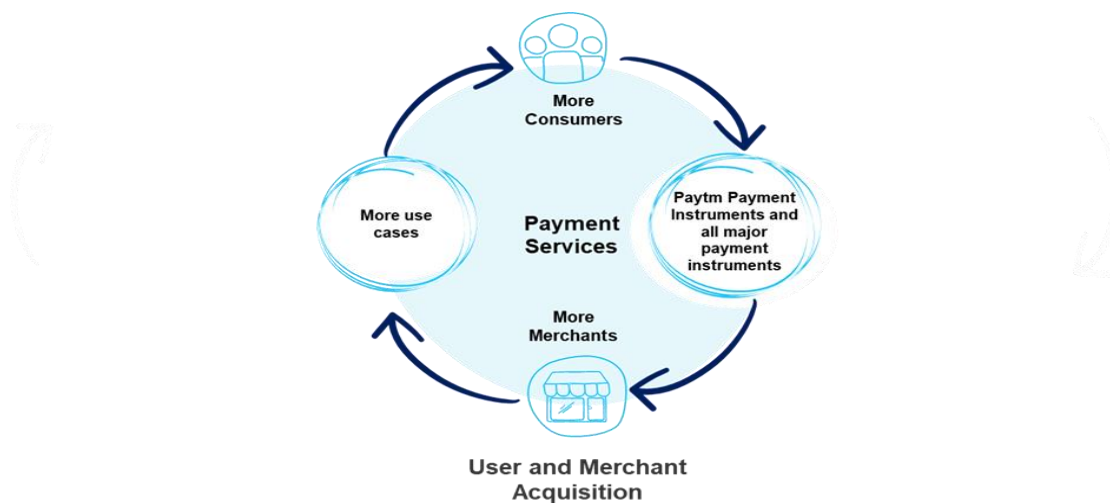 More
Consumers
Paytm Payment
Instruments and
all major
payment
instruments
More use
cases
Payment
Services
More
Merchants
User and Merchant
Acquisition